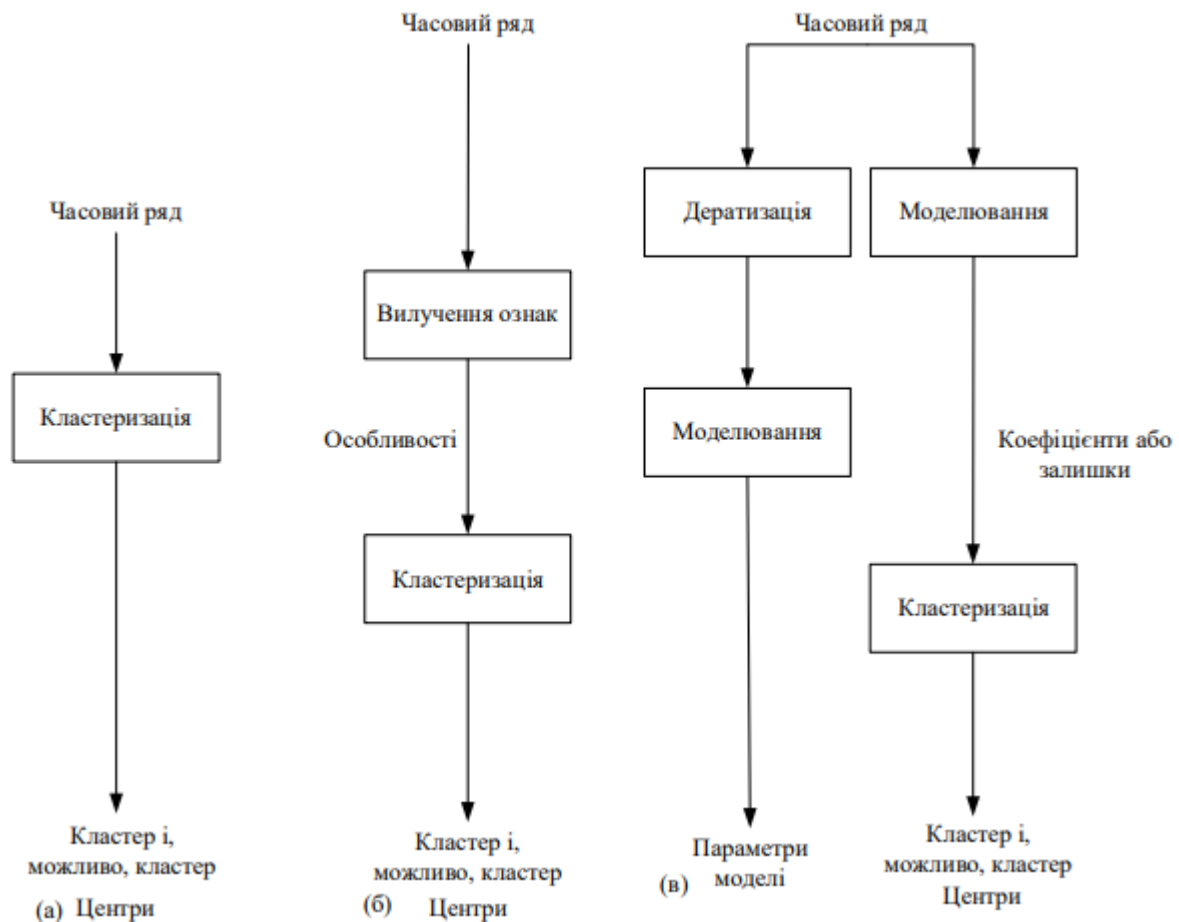 Часовий ряд
Кластеризація
Кластер і,
можливо, кластер
(а) Центри
Часовий ряд
Вилучення ознак
Особливості
Кластеризація
Кластер і,
можливо, кластер
(б) Центри
Часовий ряд
Дератизація
Моделювання
Моделювання
Коефіцієнти або
залишки
Кластеризація
Параметри
(в) моделі
Кластер і,
можливо, кластер
Центри